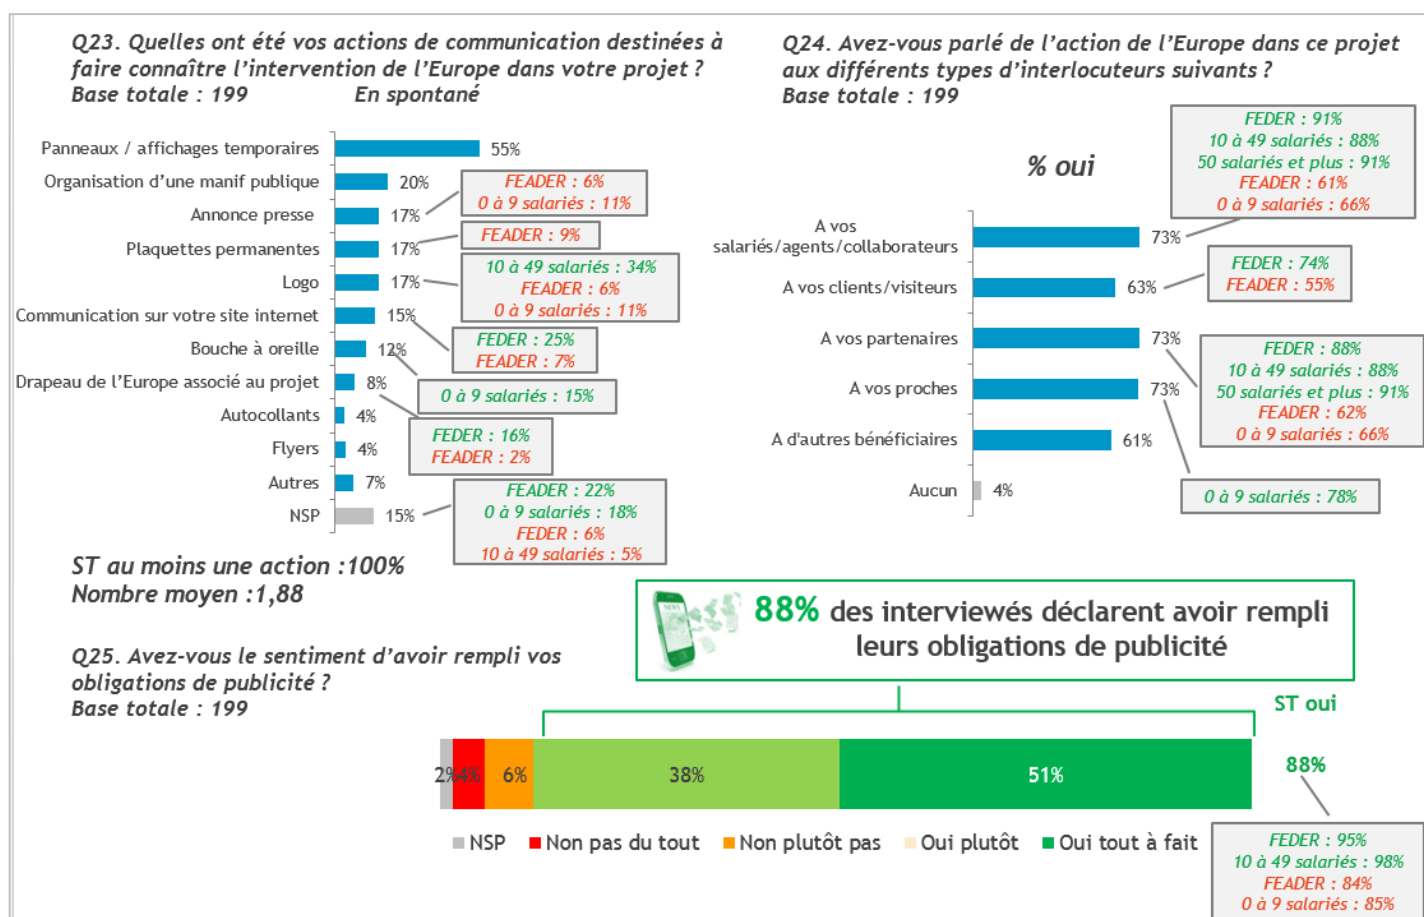 Q23. Quelles ont été vos actions de communication destinées à
faire connaître l'intervention de l'Europe dans votre projet ?
Base totale : 199 En spontané
Panneaux / affichages temporaires 55%
Organisation d'une manif publique 20%
Annonce presse 17%
FEADER : 6%
0 à 9 salariés : 11%
Plaquettes permanentes 17%
FEADER : 9%
Logo 17%
10 à 49 salariés : 34%
FEADER : 6%
0 à 9 salariés : 11%
Communication sur votre site internet 15%
FEDER : 25%
FEADER : 7%
Bouche à oreille 12%
0 à 9 salariés : 15%
Drapeau de l'Europe associé au projet 8%
FEDER : 16%
FEADER : 2%
Autocollants 4%
Flyers 4%
Autres 7%
NSP 15%
FEADER : 22%
0 à 9 salariés : 18%
FEDER : 6%
10 à 49 salariés : 5%
ST au moins une action :100%
Nombre moyen :1,88
Q24. Avez-vous parlé de l'action de l'Europe dans ce projet
aux différents types d'interlocuteurs suivants ?
Base totale : 199
% oui
FEDER : 91%
10 à 49 salariés : 88%
50 salariés et plus : 91%
FEADER : 61%
0 à 9 salariés : 66%
A vos
salariés/agents/collaborateurs 73%
A vos clients/visiteurs 63%
FEDER : 74%
FEADER : 55%
A vos partenaires 73%
FEDER : 88%
10 à 49 salariés : 88%
50 salariés et plus : 91%
FEADER : 62%
0 à 9 salariés : 66%
A vos proches 73%
0 à 9 salariés : 78%
A d'autres bénéficiaires 61%
Aucun 4%
NEWS
88% des interviewés déclarent avoir rempli
leurs obligations de publicité
Q25. Avez-vous le sentiment d'avoir rempli vos
obligations de publicité ?
Base totale : 199
ST oui
2% 4% 6% 38% 51% 88%
NSP Non pas du tout Non plutôt pas Oui plutôt Oui tout à fait
FEDER : 95%
10 à 49 salariés : 98%
FEADER : 84%
0 à 9 salariés : 85%